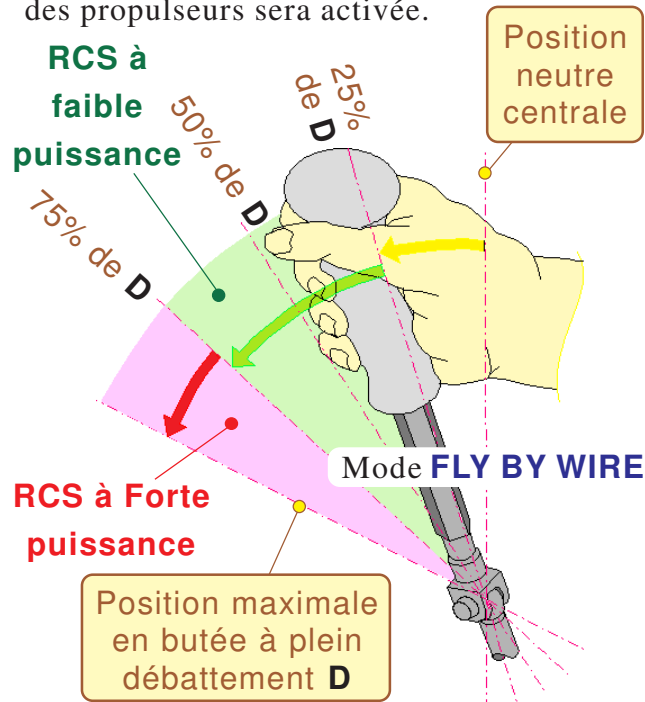 des propulseurs sera activée.
RCS à
faible
puissance
Position
neutre
centrale
25%
de D
50% de D
75% de D
Mode FLY BY WIRE
RCS à Forte
puissance
Position maximale
en butée à plein
débattement D